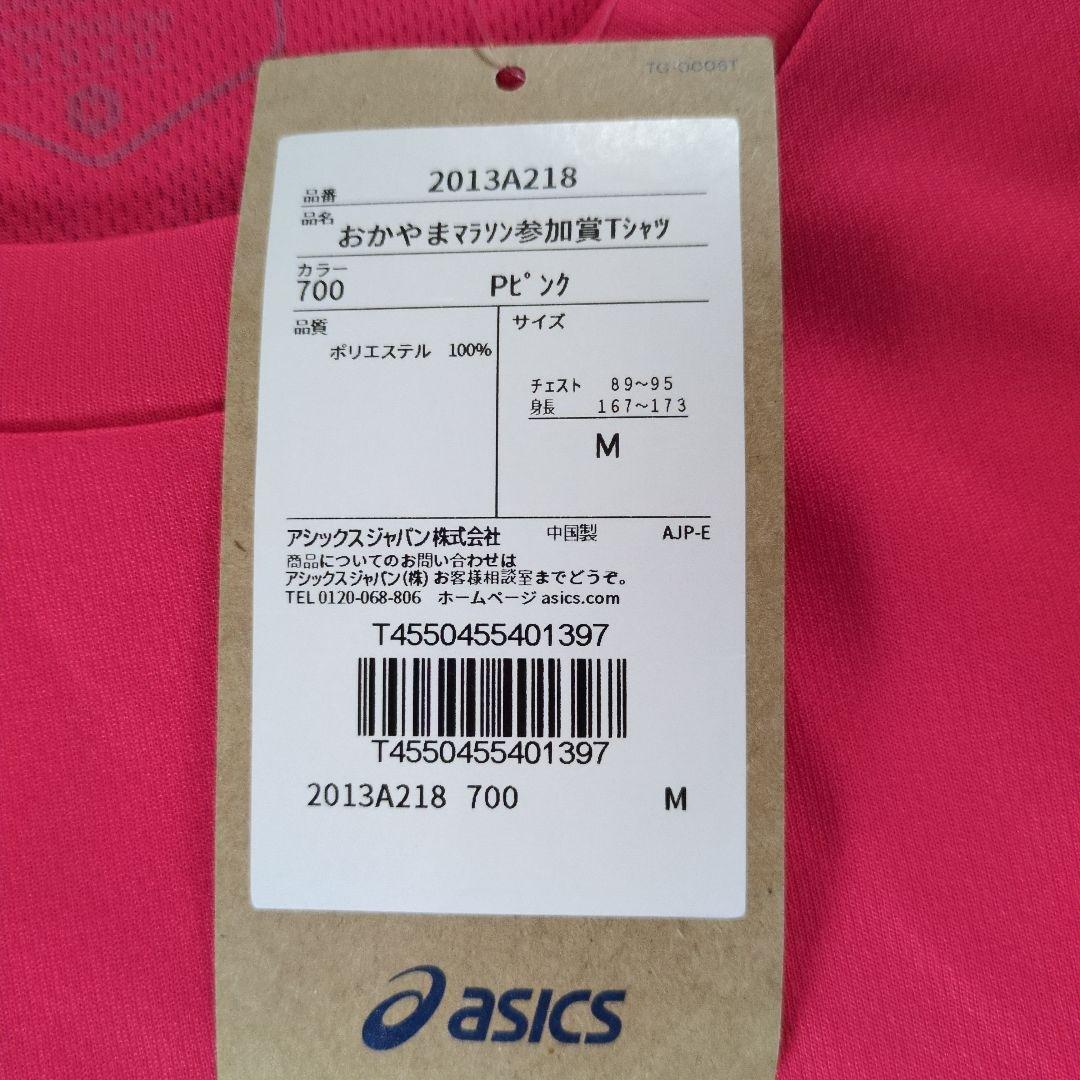 TG-0006T
品番 2013A218
品名 おかやまﾏﾗｿﾝ参加賞Tｼｬﾂ
カラー
700 Pﾋﾟﾝｸ
品質
ポリエステル 100%
サイズ
チェスト 89～95
身長 167～173
M
アシックスジャパン株式会社 中国製 AJP-E
商品についてのお問い合わせは
アシックスジャパン(株)お客様相談室までどうぞ。
TEL 0120-068-806 ホームページ asics.com
T4550455401397
T4550455401397
2013A218 700 M
asics
M